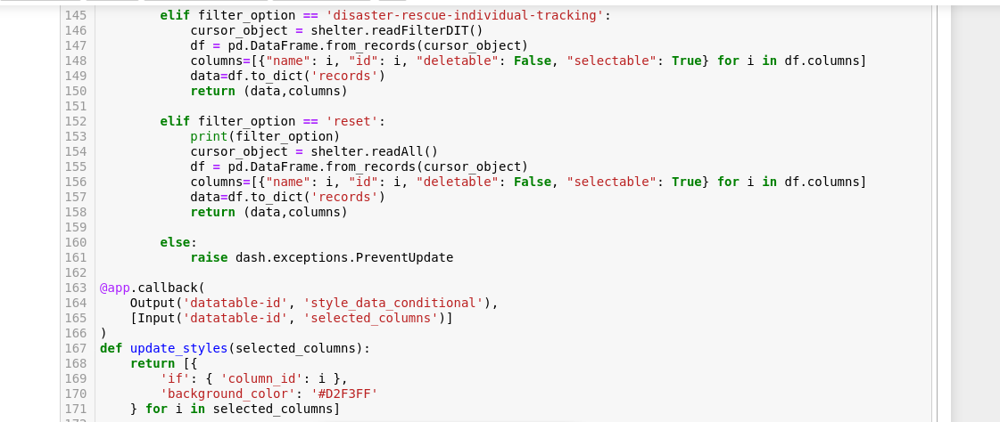 145         elif filter_option == 'disaster-rescue-individual-tracking':
146             cursor_object = shelter.readFilterDIT()
147             df = pd.DataFrame.from_records(cursor_object)
148             columns=[{"name": i, "id": i, "deletable": False, "selectable": True} for i in df.columns]
149             data=df.to_dict('records')
150             return (data,columns)
151
152         elif filter_option == 'reset':
153             print(filter_option)
154             cursor_object = shelter.readAll()
155             df = pd.DataFrame.from_records(cursor_object)
156             columns=[{"name": i, "id": i, "deletable": False, "selectable": True} for i in df.columns]
157             data=df.to_dict('records')
158             return (data,columns)
159
160         else:
161             raise dash.exceptions.PreventUpdate
162
163 @app.callback(
164     Output('datatable-id', 'style_data_conditional'),
165     [Input('datatable-id', 'selected_columns')]
166 )
167 def update_styles(selected_columns):
168     return [{
169         'if': { 'column_id': i },
170         'background_color': '#D2F3FF'
171     } for i in selected_columns]